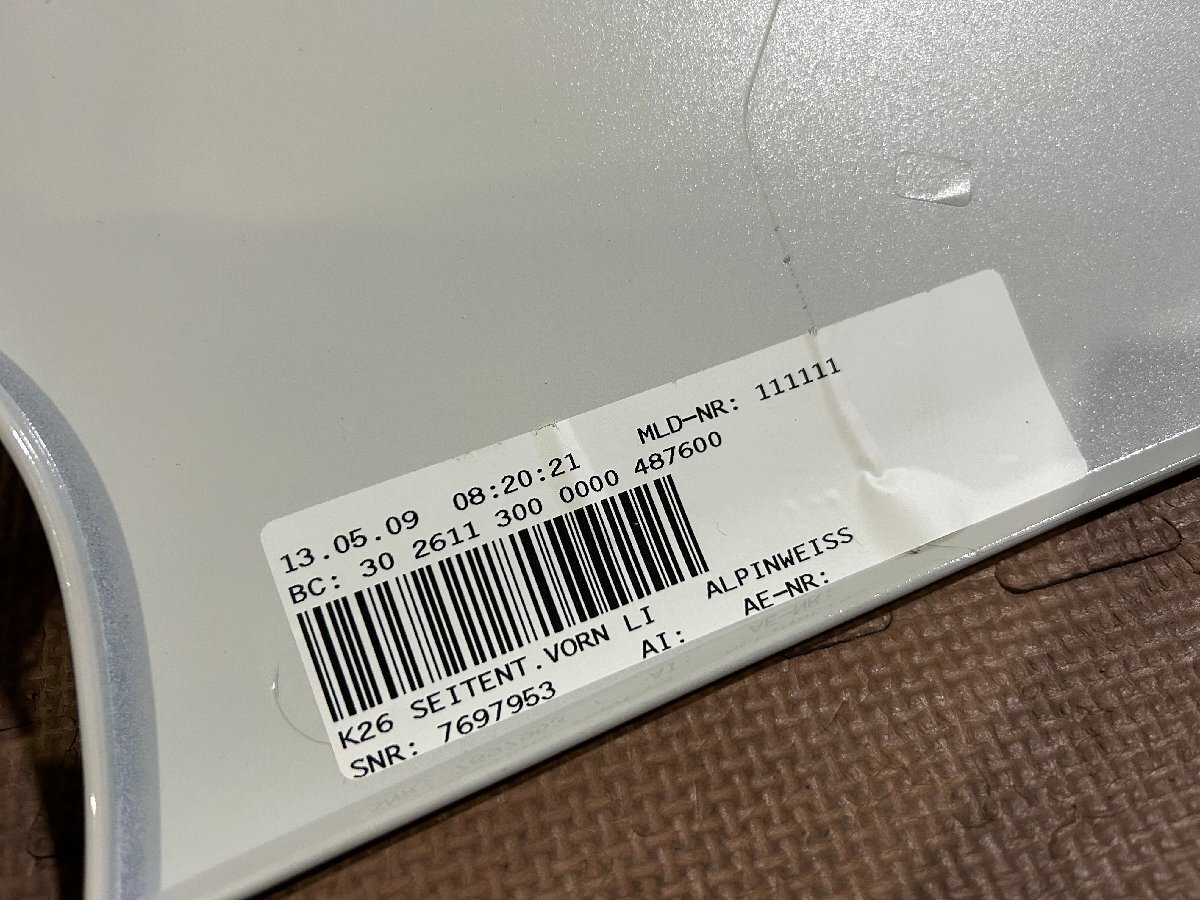 13.05.09 08:20:21 MLD-NR: 111111
BC: 30 2611 300 0000 487600
K26 SEITENT.VORN LI ALPINWEISS
SNR: 7697953 AI: AE-NR: